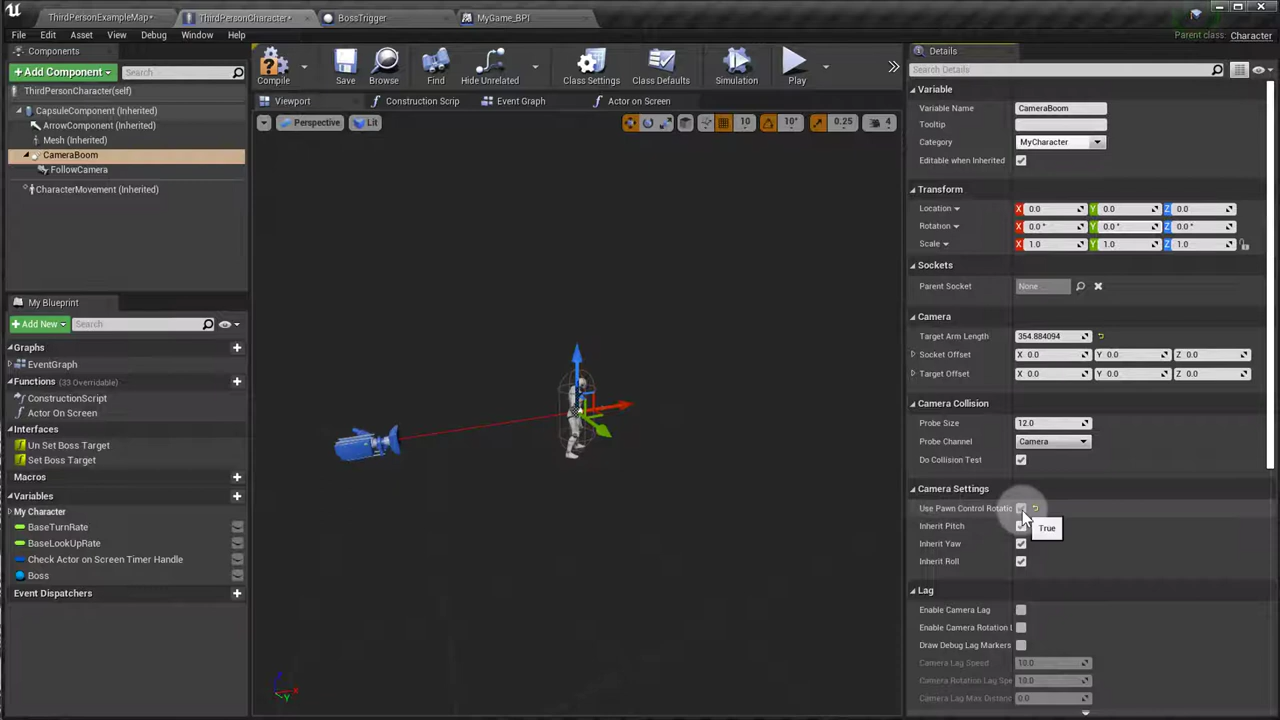 ThirdPersonExampleMap*
ThirdPersonCharacter*
BossTrigger
MyGame_BPI
File Edit Asset View Debug Window Help
Parent class: Character
Components
+ Add Component
Search
ThirdPersonCharacter(self)
CapsuleComponent (Inherited)
ArrowComponent (Inherited)
Mesh (Inherited)
CameraBoom
FollowCamera
CharacterMovement (Inherited)
Compile Save Browse Find Hide Unrelated Class Settings Class Defaults Simulation Play
Viewport Construction Scrip Event Graph Actor on Screen
Perspective Lit 10 10° 0.25 4
My Blueprint
+ Add New
Search
Graphs
EventGraph
Functions (33 Overridable)
ConstructionScript
Actor On Screen
Interfaces
Un Set Boss Target
Set Boss Target
Macros
Variables
My Character
BaseTurnRate
BaseLookUpRate
Check Actor on Screen Timer Handle
Boss
Event Dispatchers
Z X
Y
Details
Search Details
Variable
Variable Name CameraBoom
Tooltip
Category MyCharacter
Editable when Inherited
Transform
Location X 0.0 Y 0.0 Z 0.0
Rotation X 0.0 ° Y 0.0 ° Z 0.0 °
Scale X 1.0 Y 1.0 Z 1.0
Sockets
Parent Socket None
Camera
Target Arm Length 354.884094
Socket Offset X 0.0 Y 0.0 Z 0.0
Target Offset X 0.0 Y 0.0 Z 0.0
Camera Collision
Probe Size 12.0
Probe Channel Camera
Do Collision Test
Camera Settings
Use Pawn Control Rotatic
Inherit Pitch
True
Inherit Yaw
Inherit Roll
Lag
Enable Camera Lag
Enable Camera Rotation L
Draw Debug Lag Markers
Camera Lag Speed 10.0
Camera Rotation Lag Spe 10.0
Camera Lag Max Distanc 0.0